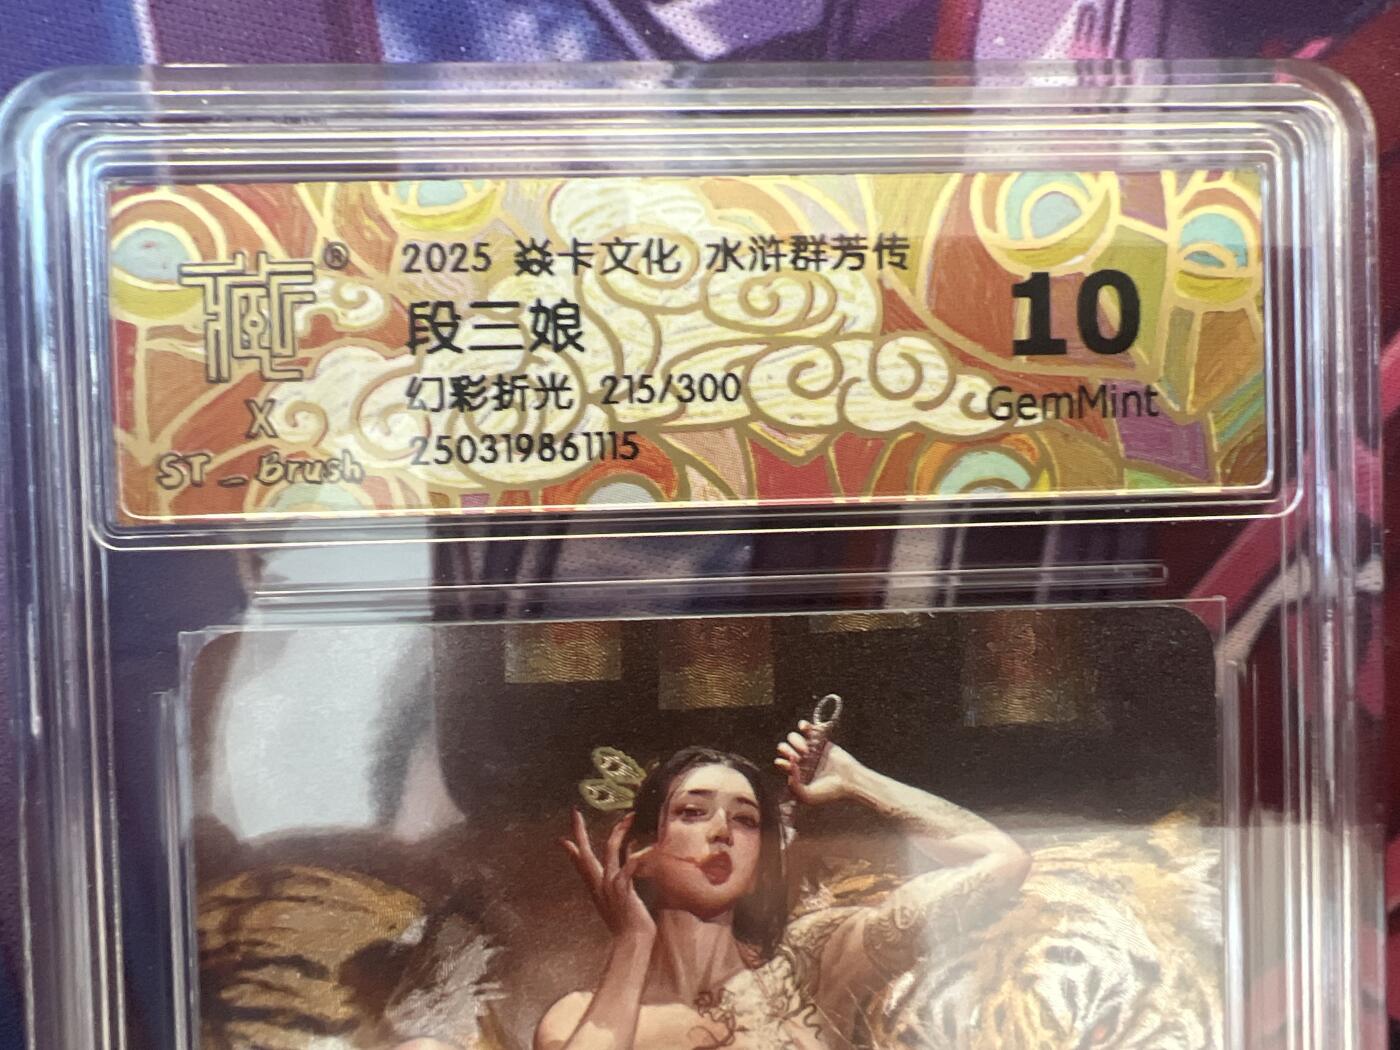 藏®
X
ST_Brush
2025 焱卡文化 水浒群芳传
段三娘
幻彩折光 215/300
250319861115
10
GemMint